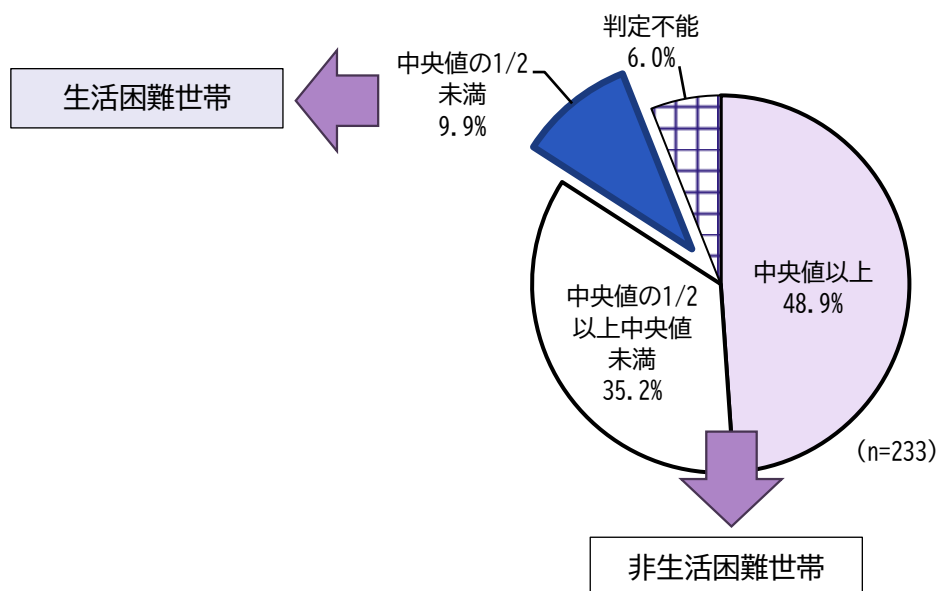 判定不能
6.0%
中央値の1/2
未満
9.9%
生活困難世帯
中央値以上
48.9%
中央値の1/2
以上中央値
未満
35.2%
(n=233)
非生活困難世帯